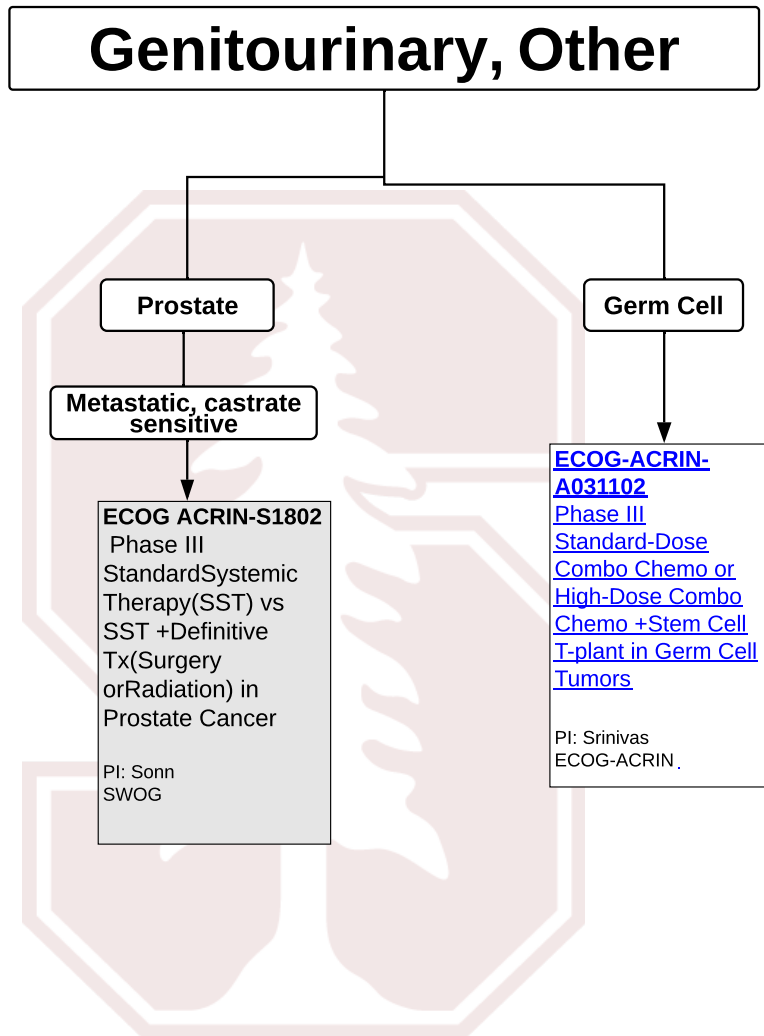 Genitourinary, Other
Prostate
Germ Cell
Metastatic, castrate
sensitive
ECOG ACRIN-S1802
Phase III
StandardSystemic
Therapy(SST) vs
SST +Definitive
Tx(Surgery
orRadiation) in
Prostate Cancer
PI: Sonn
SWOG
ECOG-ACRIN-
A031102
Phase III
Standard-Dose
Combo Chemo or
High-Dose Combo
Chemo +Stem Cell
T-plant in Germ Cell
Tumors
PI: Srinivas
ECOG-ACRIN .